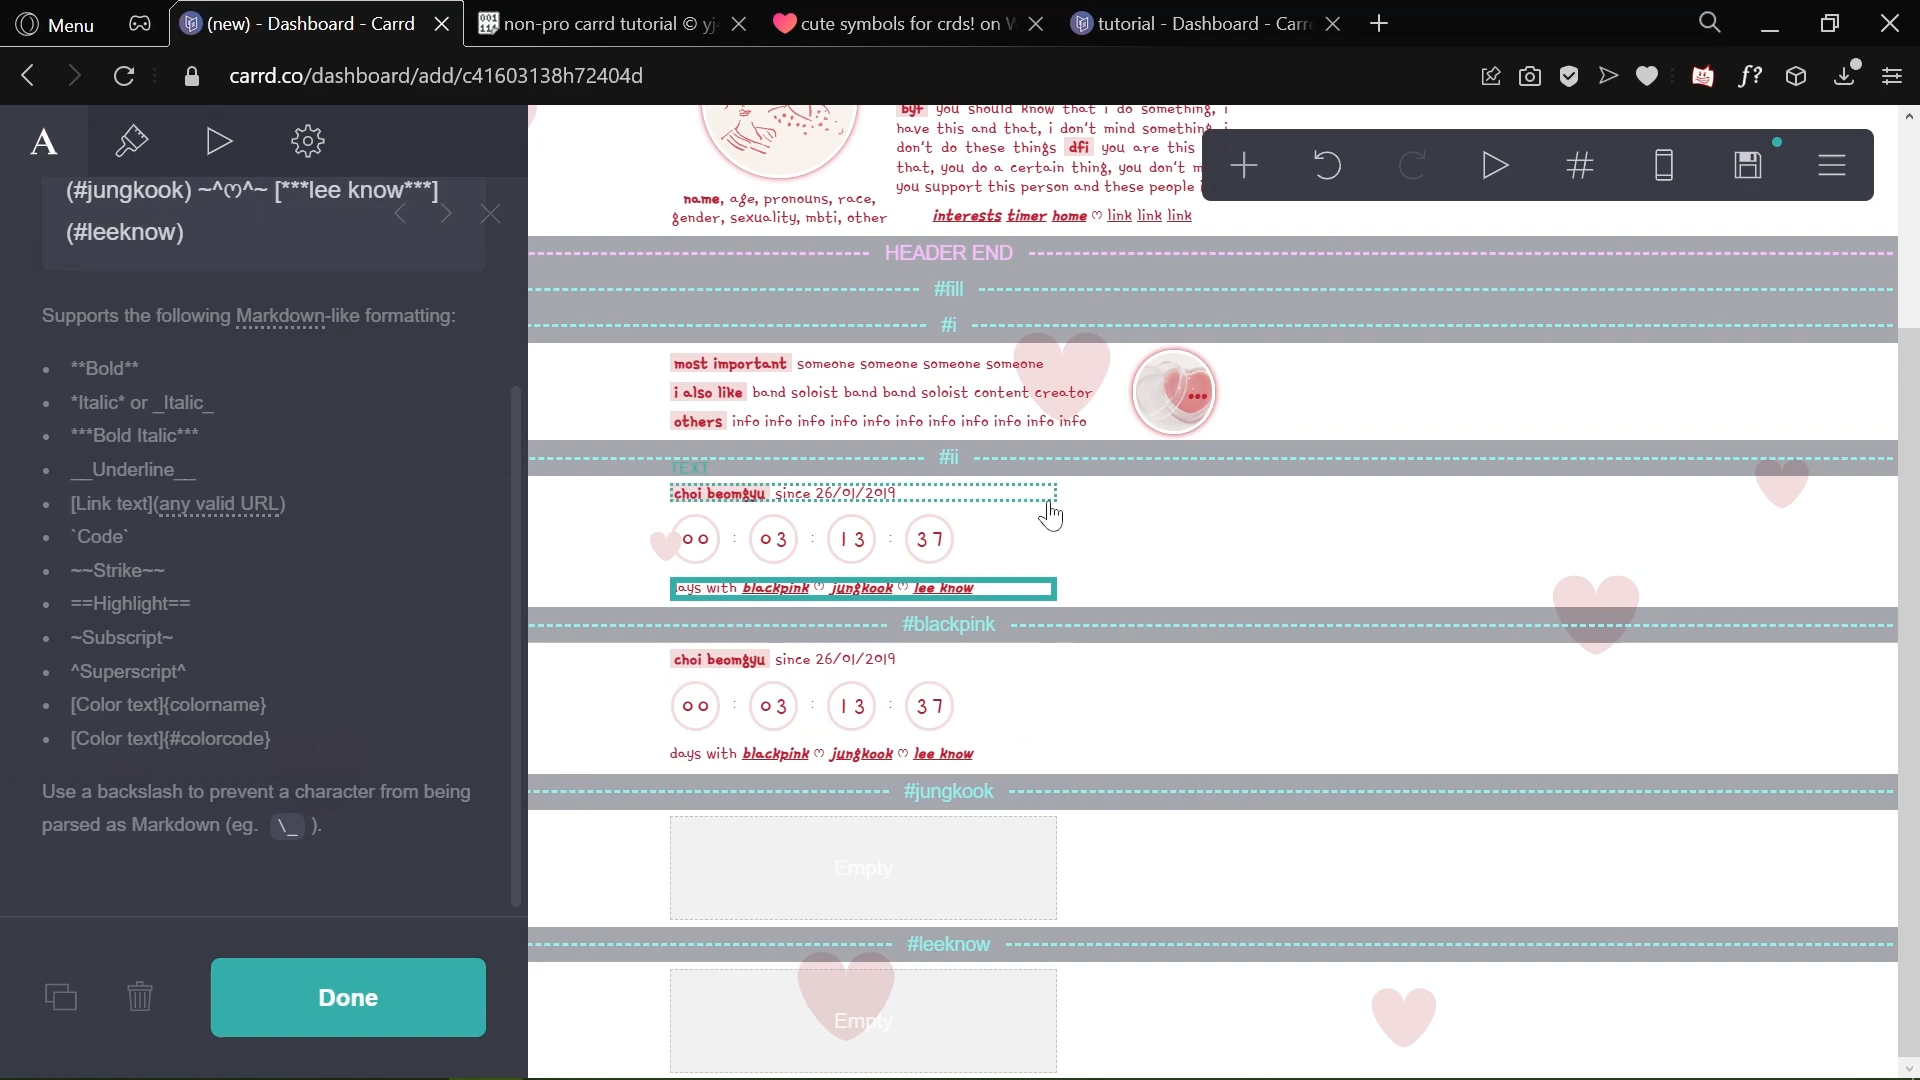 Menu
(new) - Dashboard - Carrd
non-pro carrd tutorial © yj
cute symbols for crds! on W
tutorial - Dashboard - Carr
carrd.co/dashboard/add/c41603138h72404d
f?
A
(#jungkook) ~^ო^~ [***lee know***]
(#leeknow)
Supports the following Markdown-like formatting:
**Bold**
*Italic* or _Italic_
***Bold Italic***
__Underline__
[Link text](any valid URL)
`Code`
~~Strike~~
==Highlight==
~Subscript~
^Superscript^
[Color text]{colorname}
[Color text]{#colorcode}
Use a backslash to prevent a character from being
parsed as Markdown (eg. \_ ).
Done
byf you should know that i do something, i
have this and that, i don't mind something, i
don't do these things dfi you are this
that, you do a certain thing, you don't m
you support this person and these people i
name, age, pronouns, race,
gender, sexuality, mbti, other
interests timer home ♡ link link link
HEADER END
#fill
#i
most important someone someone someone someone
i also like band soloist band band soloist content creator
others info info info info info info info info info info info
#ii
TEXT
choi beomgyu since 26/01/2019
00 : 03 : 13 : 37
days with blackpink ♡ jungkook ♡ lee know
#blackpink
choi beomgyu since 26/01/2019
00 : 03 : 13 : 37
days with blackpink ♡ jungkook ♡ lee know
#jungkook
Empty
#leeknow
Empty